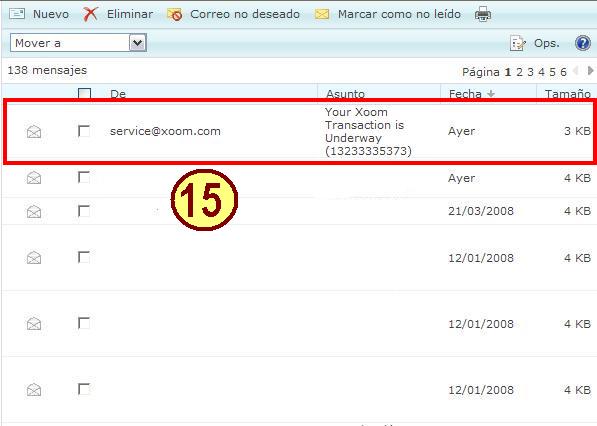 Nuevo Eliminar Correo no deseado Marcar como no leído
Mover a Ops.
138 mensajes Página 1 2 3 4 5 6
De Asunto Fecha Tamaño
service@xoom.com Your Xoom Transaction is Underway (13233335373) Ayer 3 KB
Ayer 4 KB
15
21/03/2008 4 KB
12/01/2008 4 KB
12/01/2008 4 KB
12/01/2008 4 KB